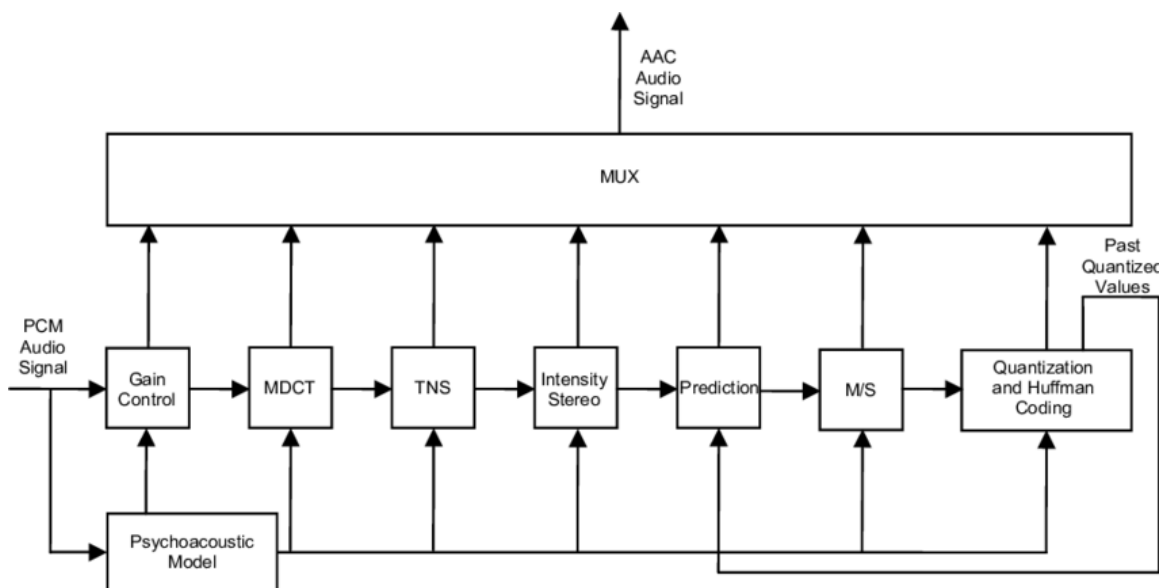 AAC
Audio
Signal
MUX
Past
Quantized
Values
PCM
Audio
Signal
Gain
Control
MDCT
TNS
Intensity
Stereo
Prediction
M/S
Quantization
and Huffman
Coding
Psychoacoustic
Model